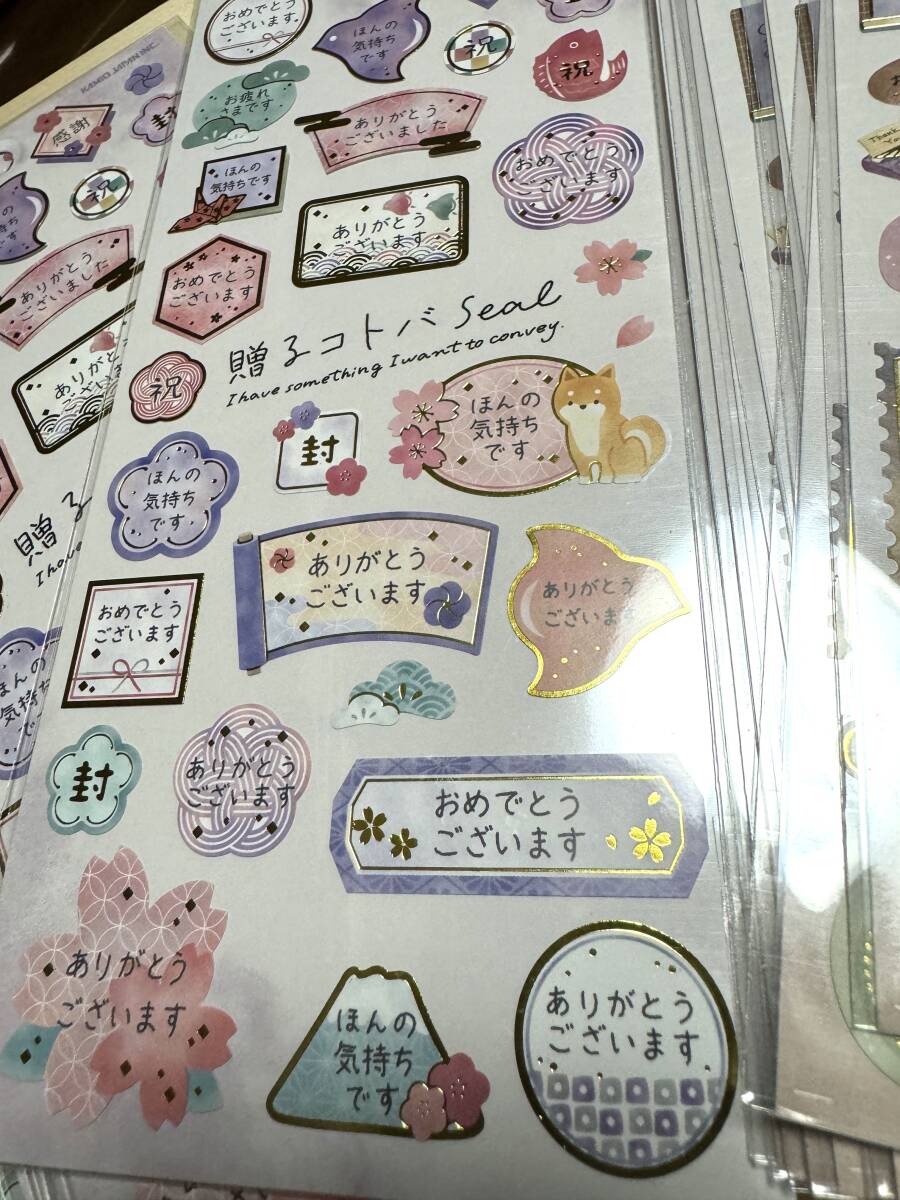 KAMIO JAPAN INC.
感謝
封
祝
ありがとう
ございました
贈る
おめでとう
ございます
ほんの
気持ち
です
祝
お疲れ
さまです
ありがとう
ございました
祝
ほんの
気持ちです
おめでとう
ございます
ありがとう
ございます
おめでとう
ございます
贈るコトバSeal
I have something I want to convey.
祝
封
ほんの
気持ち
です
ほんの
気持ち
です
ありがとう
ございます
ありがとう
ございます
おめでとう
ございます
封
ありがとう
ございます
おめでとう
ございます
ありがとう
ございます
ほんの
気持ち
です
ありがとう
ございます